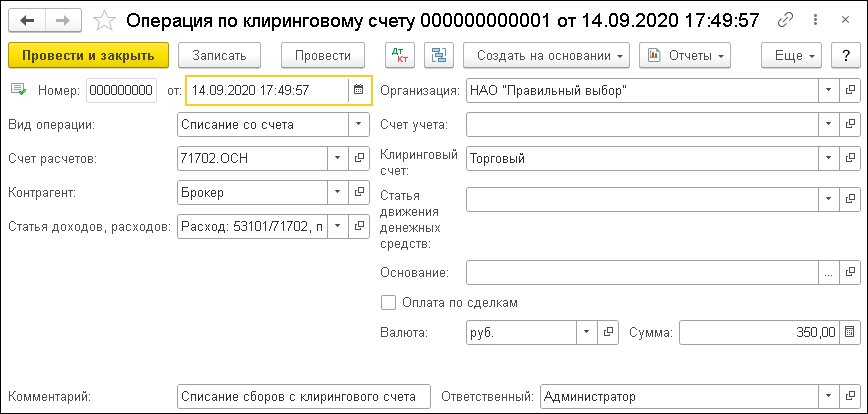 Операция по клиринговому счету 000000000001 от 14.09.2020 17:49:57
Провести и закрыть Записать Провести Дт Кт Создать на основании Отчеты Еще ?
Номер: 000000000 от: 14.09.2020 17:49:57 Организация: НАО "Правильный выбор"
Вид операции: Списание со счета Счет учета:
Счет расчетов: 71702.ОСН Клиринговый счет: Торговый
Контрагент: Брокер Статья движения денежных средств:
Статья доходов, расходов: Расход: 53101/71702, п
Основание: ...
Оплата по сделкам
Валюта: руб. Сумма: 350,00
Комментарий: Списание сборов с клирингового счета Ответственный: Администратор